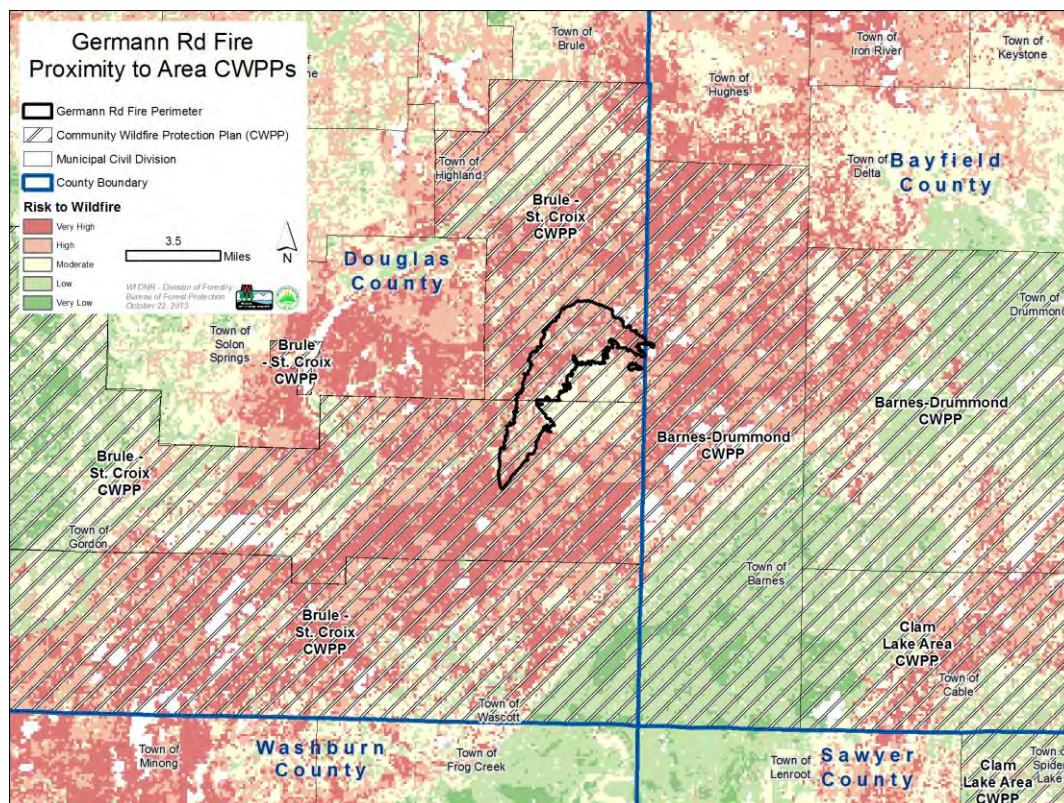 Germann Rd Fire
Proximity to Area CWPPs
Germann Rd Fire Perimeter
Community Wildfire Protection Plan (CWPP)
Municipal Civil Division
County Boundary
Risk to Wildfire
Very High
High
Moderate
Low
Very Low
3.5
Miles
N
WI DNR - Division of Forestry
Bureau of Forest Protection
October 22, 2013
Town of
Brule
Town of
Iron River
Town of
Keystone
Town of
Hughes
Town of
Highland
Town of
Delta
Bayfield
County
Brule -
St. Croix
CWPP
Douglas
County
Town of
Drummond
Town of
Solon
Springs
Brule
- St. Croix
CWPP
Barnes-Drummond
CWPP
Barnes-Drummond
CWPP
Brule -
St. Croix
CWPP
Town of
Gordon
Town of
Barnes
Brule -
St. Croix
CWPP
Clam
Lake Area
CWPP
Town of
Cable
Town of
Wascott
Town of
Minong
Washburn
County
Town of
Frog Creek
Town of
Lenroot
Sawyer
County
Clam
Lake Area
CWPP
Town of
Spider
Lake